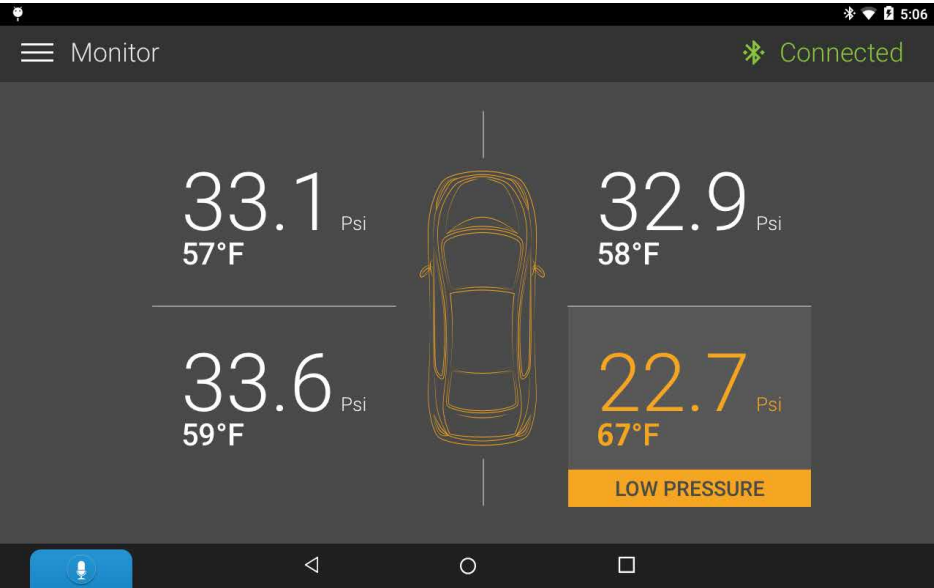 5:06
Monitor
Connected
33.1 Psi
57°F
32.9 Psi
58°F
33.6 Psi
59°F
22.7 Psi
67°F
LOW PRESSURE